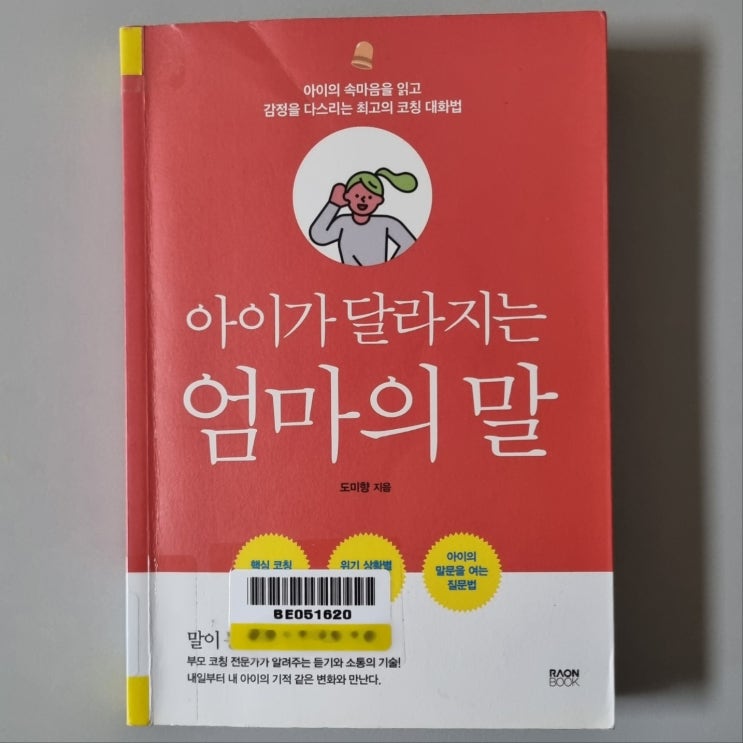 아이의 속마음을 읽고
감정을 다스리는 최고의 코칭 대화법
아이가 달라지는
엄마의 말
도미향 지음
핵심 코칭
위기 상황별
아이의
말문을 여는
질문법
BE051620
말이
부모 코칭 전문가가 알려주는 듣기와 소통의 기술!
내일부터 내 아이의 기적 같은 변화와 만난다.
RAON
BOOK